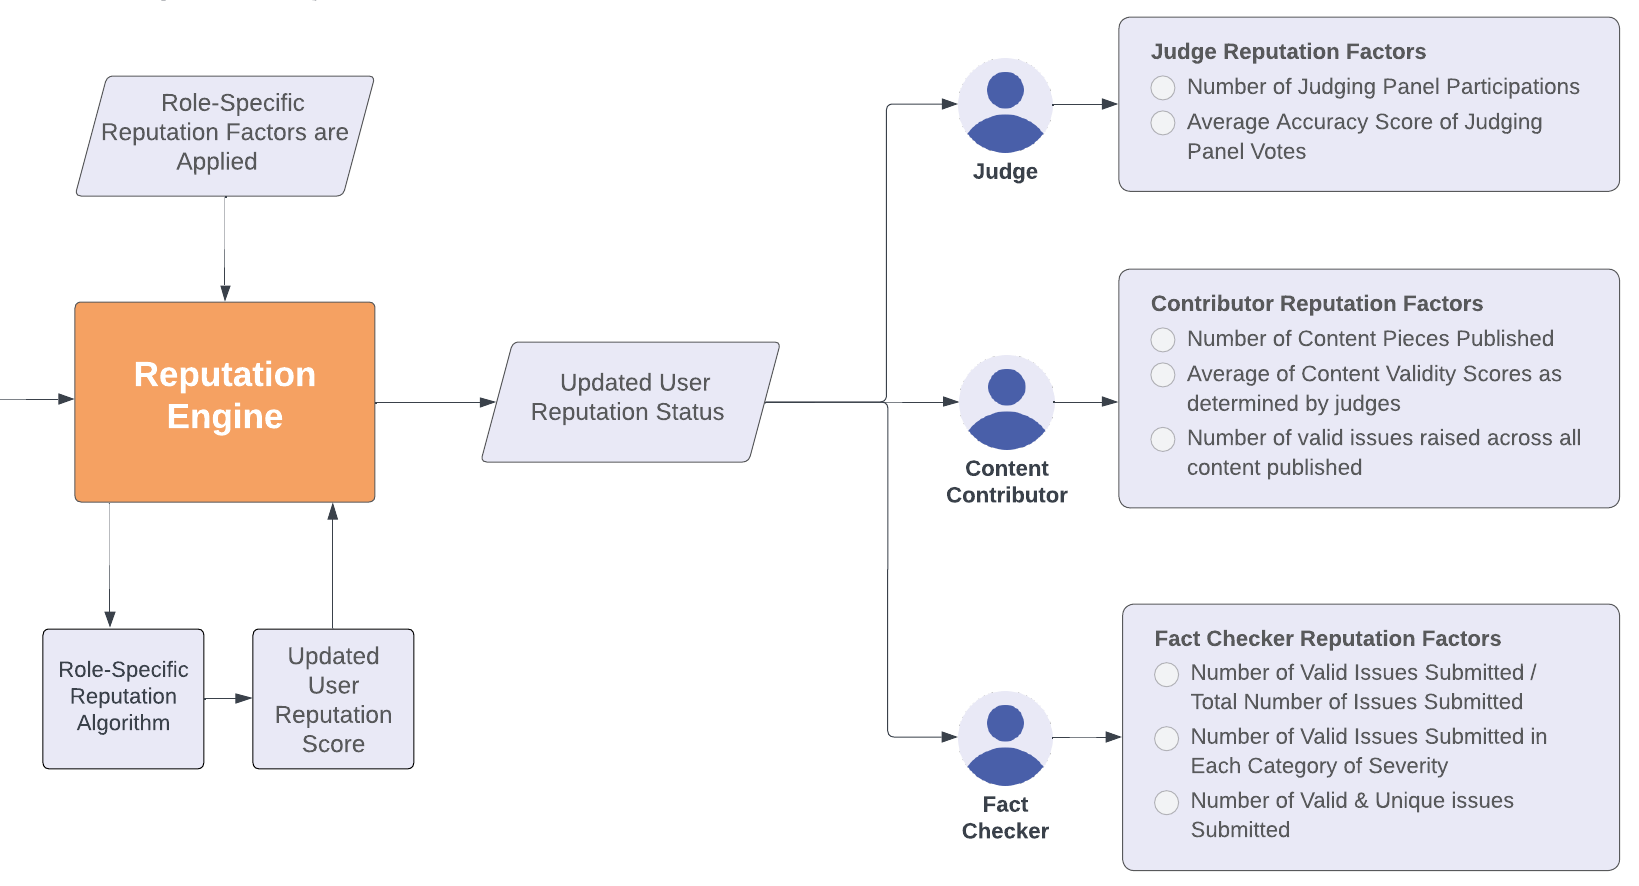 Role-Specific
Reputation Factors are
Applied
Reputation
Engine
Role-Specific
Reputation
Algorithm
Updated
User
Reputation
Score
Updated User
Reputation Status
Judge
Judge Reputation Factors
Number of Judging Panel Participations
Average Accuracy Score of Judging
Panel Votes
Content
Contributor
Contributor Reputation Factors
Number of Content Pieces Published
Average of Content Validity Scores as
determined by judges
Number of valid issues raised across all
content published
Fact
Checker
Fact Checker Reputation Factors
Number of Valid Issues Submitted /
Total Number of Issues Submitted
Number of Valid Issues Submitted in
Each Category of Severity
Number of Valid & Unique issues
Submitted